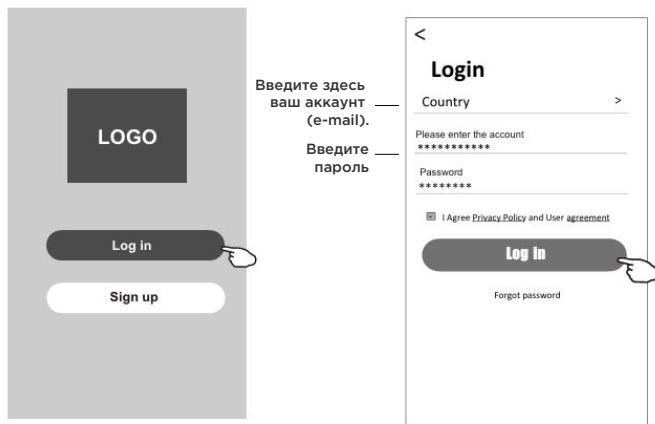 LOGO
Log in
Sign up
Введите здесь
ваш аккаунт
(e-mail).
Введите
пароль
<
Login
Country >
Please enter the account
***********
Password
********
I Agree Privacy Policy and User agreement
Log in
Forgot password